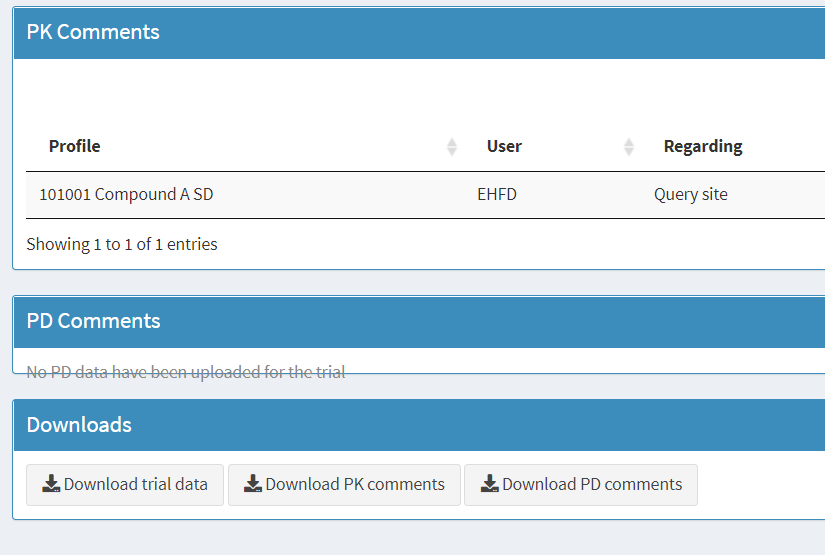 PK Comments
Profile User Regarding
101001 Compound A SD EHFD Query site
Showing 1 to 1 of 1 entries
PD Comments
No PD data have been uploaded for the trial
Downloads
Download trial data Download PK comments Download PD comments